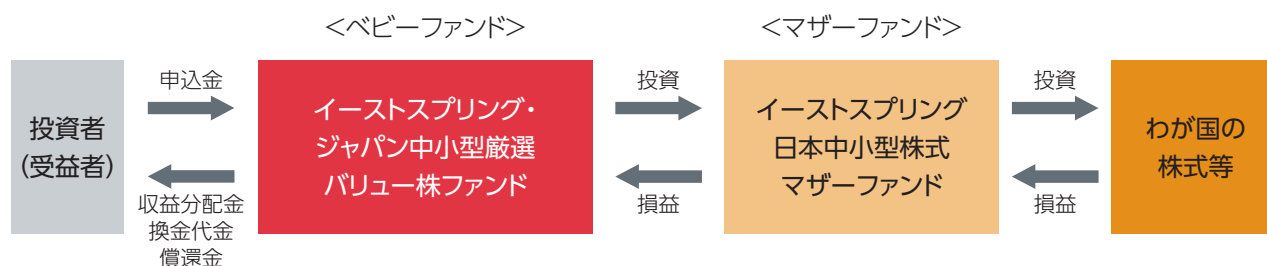 <ベビーファンド>
<マザーファンド>
投資者
(受益者)
申込金
収益分配金
換金代金
償還金
イーストスプリング・
ジャパン中小型厳選
バリュー株ファンド
投資
損益
イーストスプリング
日本中小型株式
マザーファンド
投資
損益
わが国の
株式等